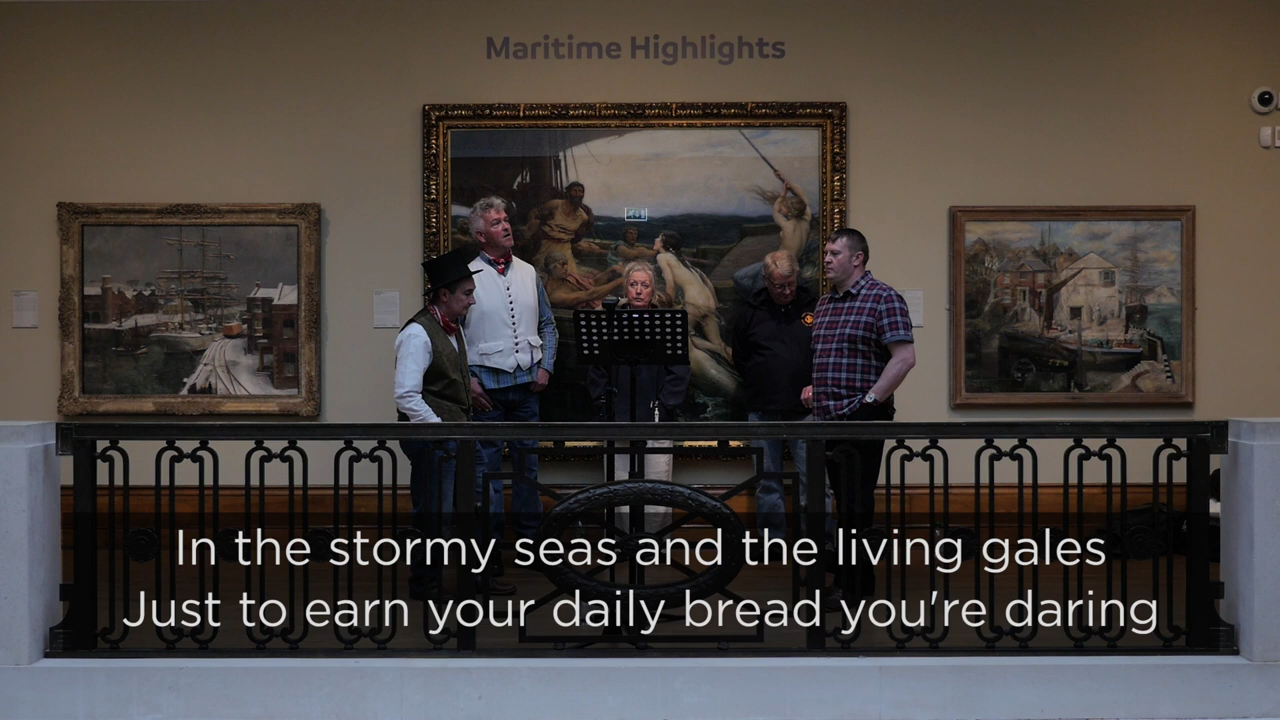 Maritime Highlights
In the stormy seas and the living gales
Just to earn your daily bread you're daring